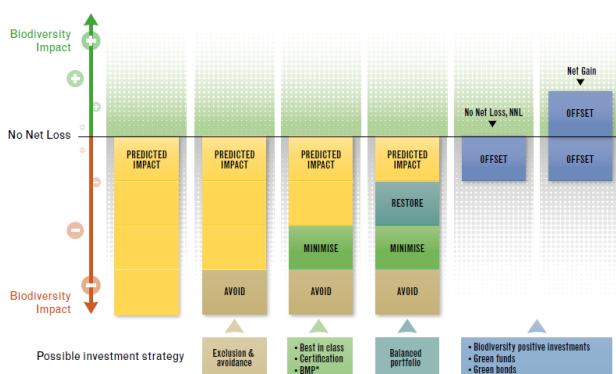 Biodiversity
Impact
Net Gain
No Net Loss, NNL
OFFSET
No Net Loss
PREDICTED
IMPACT
PREDICTED
IMPACT
PREDICTED
IMPACT
PREDICTED
IMPACT
OFFSET
OFFSET
RESTORE
MINIMISE
MINIMISE
AVOID
AVOID
AVOID
Biodiversity
Impact
Possible investment strategy
Exclusion &
avoidance
• Best in class
• Certification
• BMP*
Balanced
portfolio
• Biodiversity positive investments
• Green funds
• Green bonds